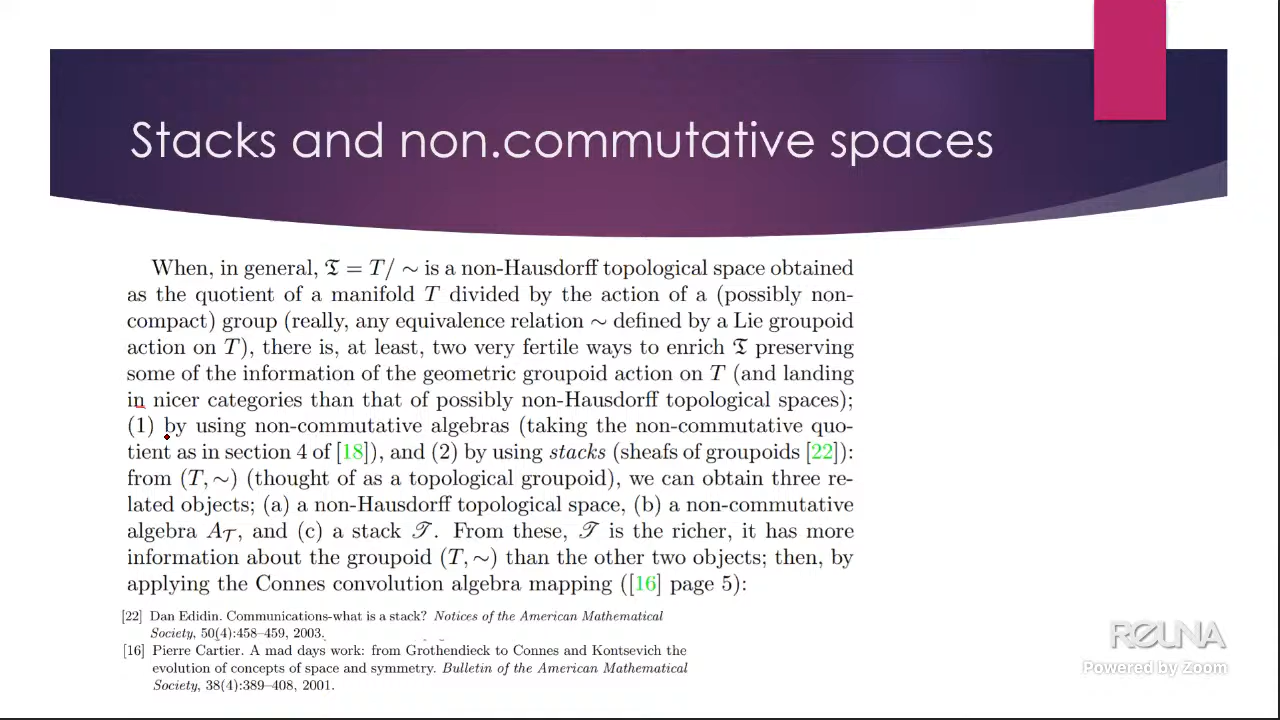 Stacks and non.commutative spaces
When, in general, 𝔗 = T/ ∼ is a non-Hausdorff topological space obtained
as the quotient of a manifold T divided by the action of a (possibly non-
compact) group (really, any equivalence relation ∼ defined by a Lie groupoid
action on T), there is, at least, two very fertile ways to enrich 𝔗 preserving
some of the information of the geometric groupoid action on T (and landing
in nicer categories than that of possibly non-Hausdorff topological spaces);
(1) by using non-commutative algebras (taking the non-commutative quo-
tient as in section 4 of [18]), and (2) by using stacks (sheafs of groupoids [22]):
from (T, ∼) (thought of as a topological groupoid), we can obtain three re-
lated objects; (a) a non-Hausdorff topological space, (b) a non-commutative
algebra A𝒯, and (c) a stack 𝒯. From these, 𝒯 is the richer, it has more
information about the groupoid (T, ∼) than the other two objects; then, by
applying the Connes convolution algebra mapping ([16] page 5):
[22] Dan Edidin. Communications-what is a stack? Notices of the American Mathematical
Society, 50(4):458–459, 2003.
[16] Pierre Cartier. A mad days work: from Grothendieck to Connes and Kontsevich the
evolution of concepts of space and symmetry. Bulletin of the American Mathematical
Society, 38(4):389–408, 2001.
REUNA
Powered by Zoom